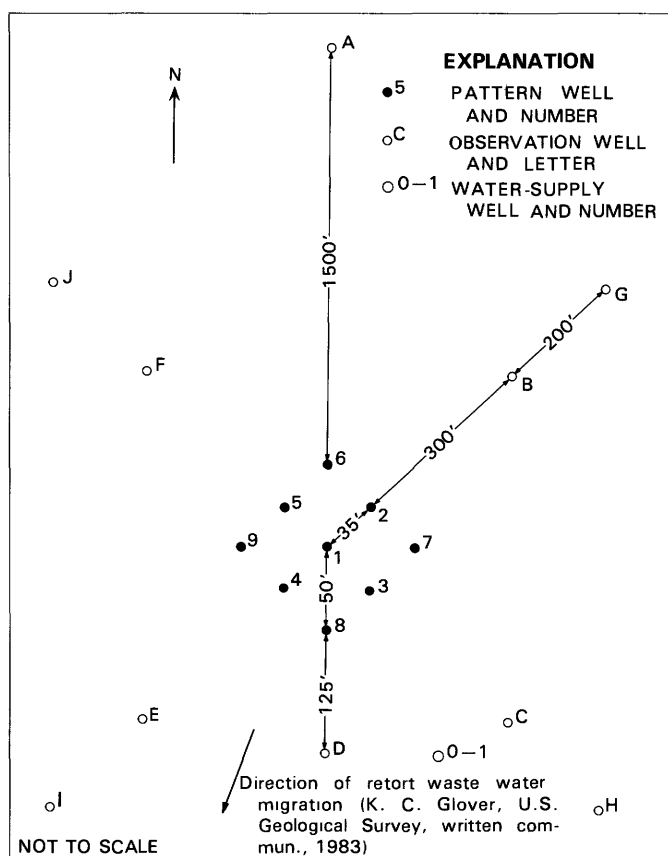 A
N
EXPLANATION
5 PATTERN WELL
AND NUMBER
C OBSERVATION WELL
AND LETTER
0-1 WATER-SUPPLY
WELL AND NUMBER
1500'
J
G
200'
F
B
300'
6
5
2
35'
9
1
7
4
3
50'
8
125'
E
C
D
0-1
Direction of retort waste water
migration (K. C. Glover, U.S.
Geological Survey, written com-
mun., 1983)
I
H
NOT TO SCALE